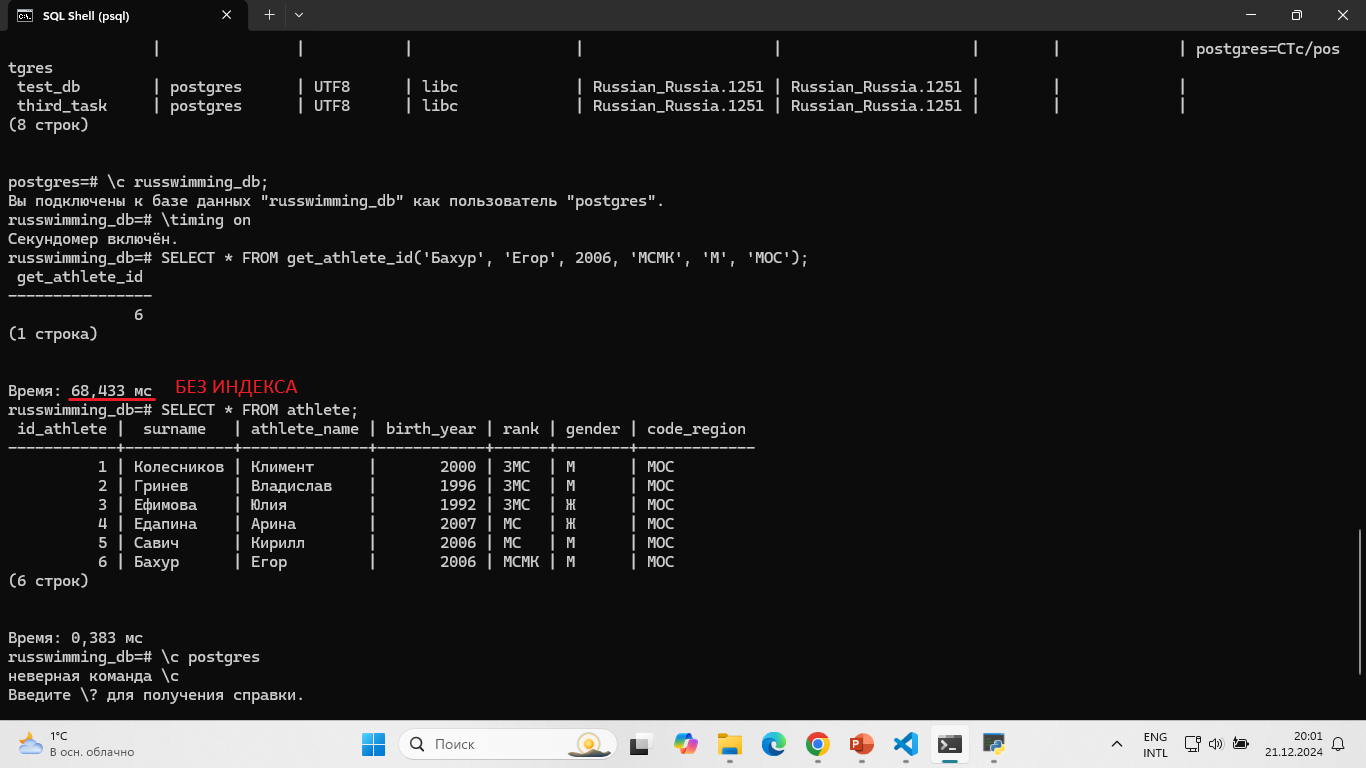 SQL Shell (psql)
| | | | | | | | postgres=CTc/pos
tgres
test_db | postgres | UTF8 | libc | Russian_Russia.1251 | Russian_Russia.1251 | | |
third_task | postgres | UTF8 | libc | Russian_Russia.1251 | Russian_Russia.1251 | | |
(8 строк)
postgres=# \c russwimming_db;
Вы подключены к базе данных "russwimming_db" как пользователь "postgres".
russwimming_db=# \timing on
Секундомер включён.
russwimming_db=# SELECT * FROM get_athlete_id('Бахур', 'Егор', 2006, 'МСМК', 'М', 'МОС');
get_athlete_id
----------------
6
(1 строка)
Время: 68,433 мс БЕЗ ИНДЕКСА
russwimming_db=# SELECT * FROM athlete;
id_athlete | surname | athlete_name | birth_year | rank | gender | code_region
------------+------------+--------------+------------+------+--------+-------------
1 | Колесников | Климент | 2000 | ЗМС | М | МОС
2 | Гринев | Владислав | 1996 | ЗМС | М | МОС
3 | Ефимова | Юлия | 1992 | ЗМС | Ж | МОС
4 | Едапина | Арина | 2007 | МС | Ж | МОС
5 | Савич | Кирилл | 2006 | МС | М | МОС
6 | Бахур | Егор | 2006 | МСМК | М | МОС
(6 строк)
Время: 0,383 мс
russwimming_db=# \с postgres
неверная команда \с
Введите \? для получения справки.
1°C
В осн. облачно
Поиск
ENG
INTL
20:01
21.12.2024